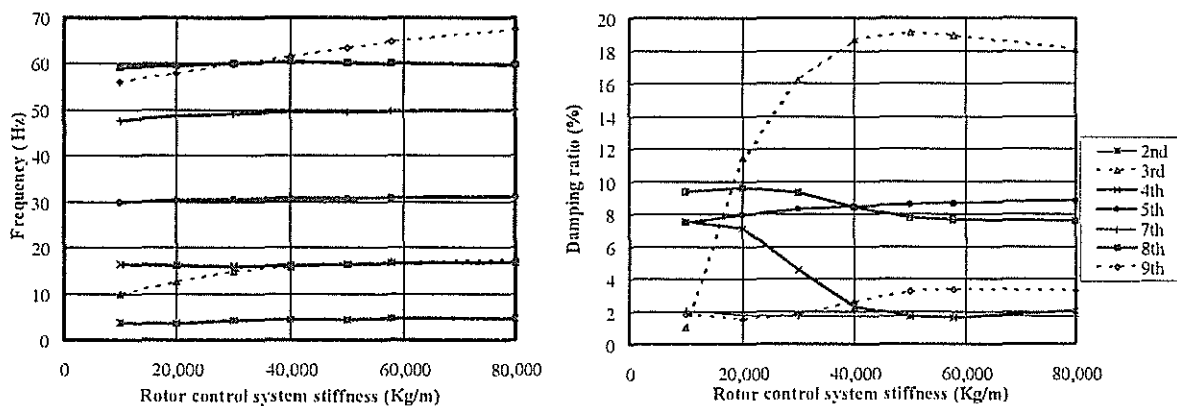 70
60
50
40
30
20
10
0
Frequency (Hz)
0 20,000 40,000 60,000 80,000
Rotor control system stiffness (Kg/m)
20
18
16
14
12
10
8
6
4
2
0
Damping ratio (%)
0 20,000 40,000 60,000 80,000
Rotor control system stiffness (Kg/m)
2nd
3rd
4th
5th
7th
8th
9th